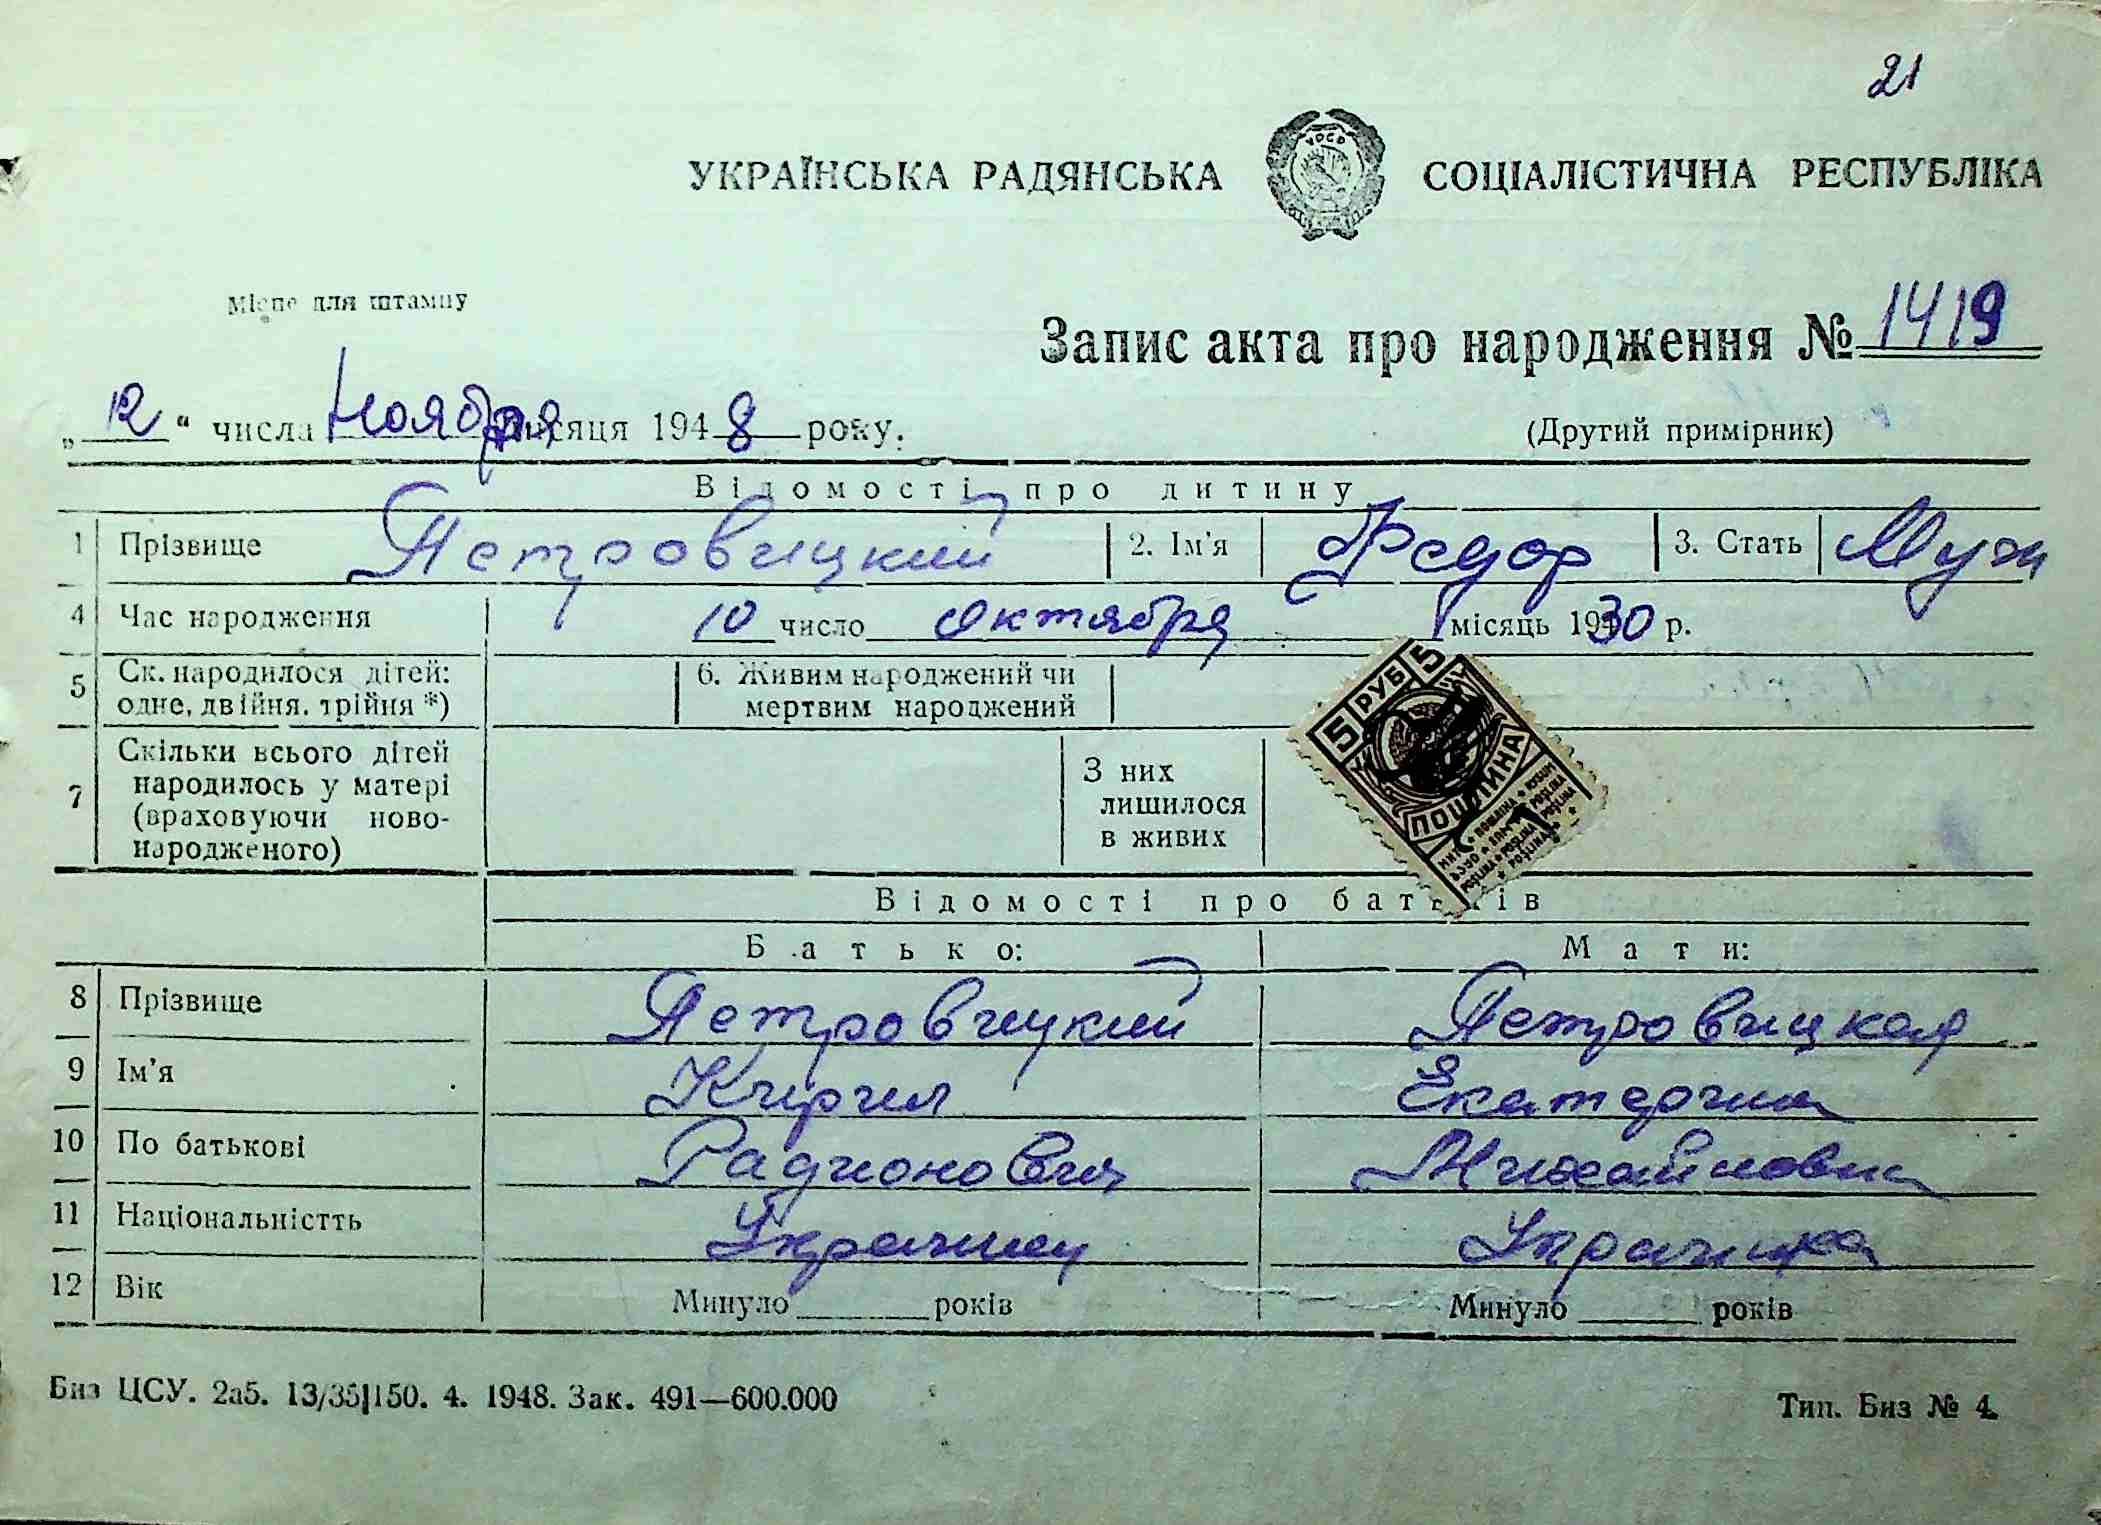 21
УКРАЇНСЬКА РАДЯНСЬКА СОЦІАЛІСТИЧНА РЕСПУБЛІКА
Місце для штампу
Запис акта про народження № 1419
„12“ числа Ноября місяця 1948 року.
(Другий примірник)
Відомості про дитину
1 Прізвище Петровицкий 2. Ім'я Федор 3. Стать Муж
4 Час народження 10 число Октября місяць 1930 р.
5 Ск. народилося дітей: одне, двійня, трійня *) 6. Живим народжений чи мертвим народжений
7 Скільки всього дітей народилось у матері (враховуючи новонародженого) З них лишилося в живих
5 РУБ 5
ПОШЛИНА
Відомості про батьків
Батько: Мати:
8 Прізвище Петровицкий Петровицкая
9 Ім'я Кирил Екатерина
10 По батькові Радионович Михайловна
11 Національністть Украинец Украинка
12 Вік Минуло років Минуло років
Биз ЦСУ. 2а5. 13/35|150. 4. 1948. Зак. 491—600.000
Тип. Биз № 4.